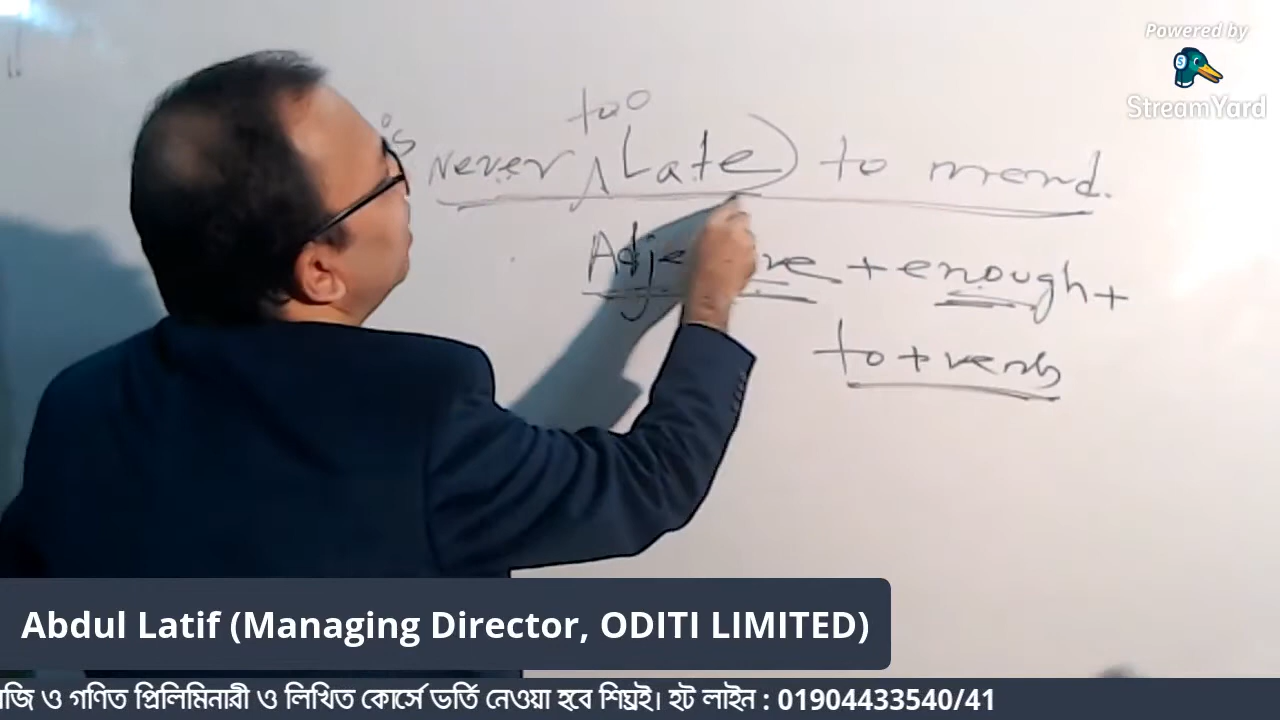 Powered by
StreamYard
too
is never ^ Late) to mend.
Adjective + enough +
to + verb
Abdul Latif (Managing Director, ODITI LIMITED)
ও গণিত প্রিলিমিনারী ও লিখিত কোর্সে ভর্তি নেওয়া হবে শিঘ্রই। হট লাইন : 01904433540/41